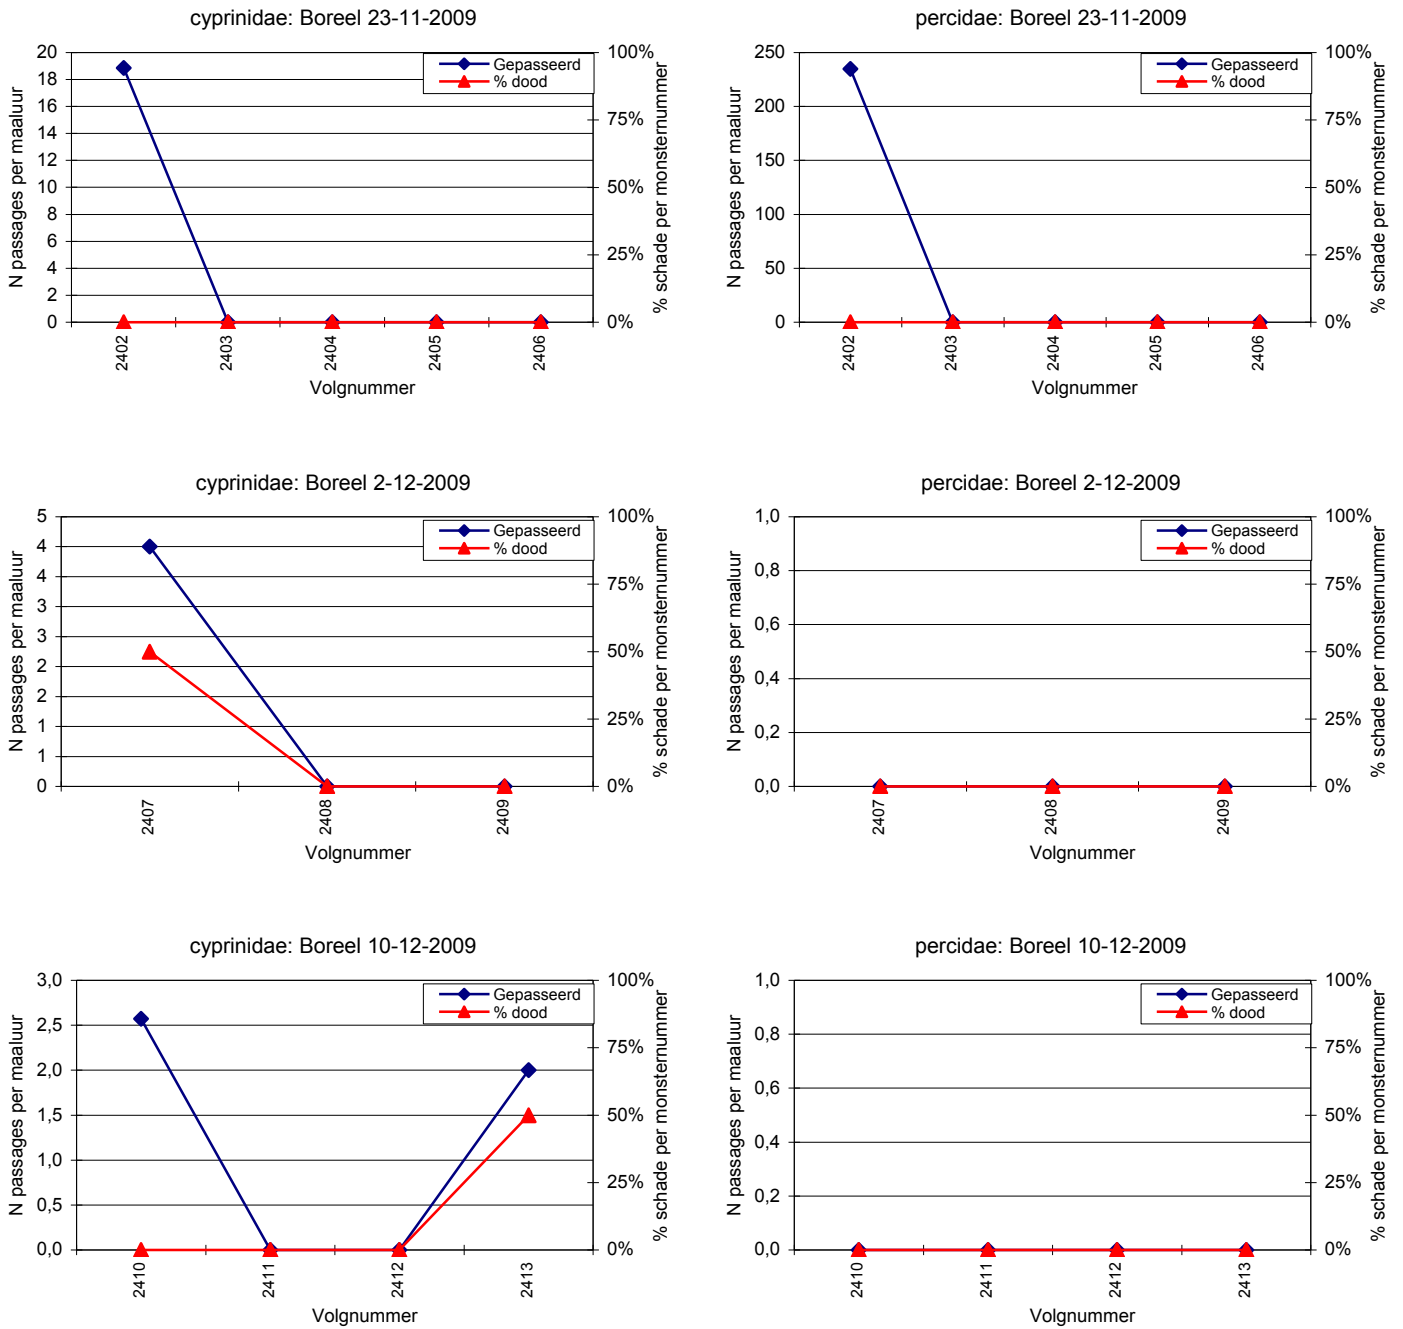 cyprinidae: Boreel 23-11-2009
N passages per maaluur
20
18
16
14
12
10
8
6
4
2
0
100%
75%
50%
25%
0%
% schade per monsternummer
Gepasseerd
% dood
2402
2403
2404
2405
2406
Volgnummer
percidae: Boreel 23-11-2009
N passages per maaluur
250
200
150
100
50
0
100%
75%
50%
25%
0%
% schade per monsternummer
Gepasseerd
% dood
2402
2403
2404
2405
2406
Volgnummer
cyprinidae: Boreel 2-12-2009
N passages per maaluur
5
4
4
3
3
2
2
1
1
0
100%
75%
50%
25%
0%
% schade per monsternummer
Gepasseerd
% dood
2407
2408
2409
Volgnummer
percidae: Boreel 2-12-2009
N passages per maaluur
1,0
0,8
0,6
0,4
0,2
0,0
100%
75%
50%
25%
0%
% schade per monsternummer
Gepasseerd
% dood
2407
2408
2409
Volgnummer
cyprinidae: Boreel 10-12-2009
N passages per maaluur
3,0
2,5
2,0
1,5
1,0
0,5
0,0
100%
75%
50%
25%
0%
% schade per monsternummer
Gepasseerd
% dood
2410
2411
2412
2413
Volgnummer
percidae: Boreel 10-12-2009
N passages per maaluur
1,0
0,8
0,6
0,4
0,2
0,0
100%
75%
50%
25%
0%
% schade per monsternummer
Gepasseerd
% dood
2410
2411
2412
2413
Volgnummer